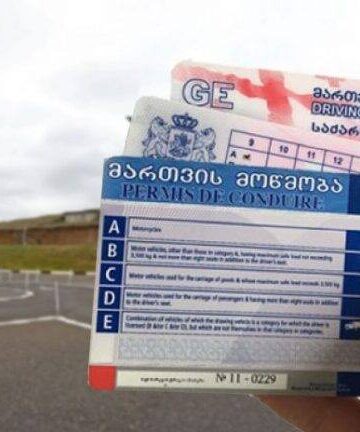 GE
მართვ
DRIVING
საქარ
9 10 11 12
A
მართვის მოწმობა
PERMIS DE CONDUIRE
A
Motorcycles
B
Motor vehicles, other than those in category A, having maximum safe load not exceeding
3,500 kg & not more than eight seats in addition to the driver's seat.
C
Motor vehicles used for the carriage of goods & whose maximum safe load exceeds 3,500 kg
D
Motor vehicles used for the carriage of passengers & having more than eight seats in addition
to the driver's seat.
E
Combination of vehicles of which the drawing vehicle is a category for which the driver is
licensed (B &/or C &/or D), but which are not themselves in that category or categories.
№ 11 - 0229